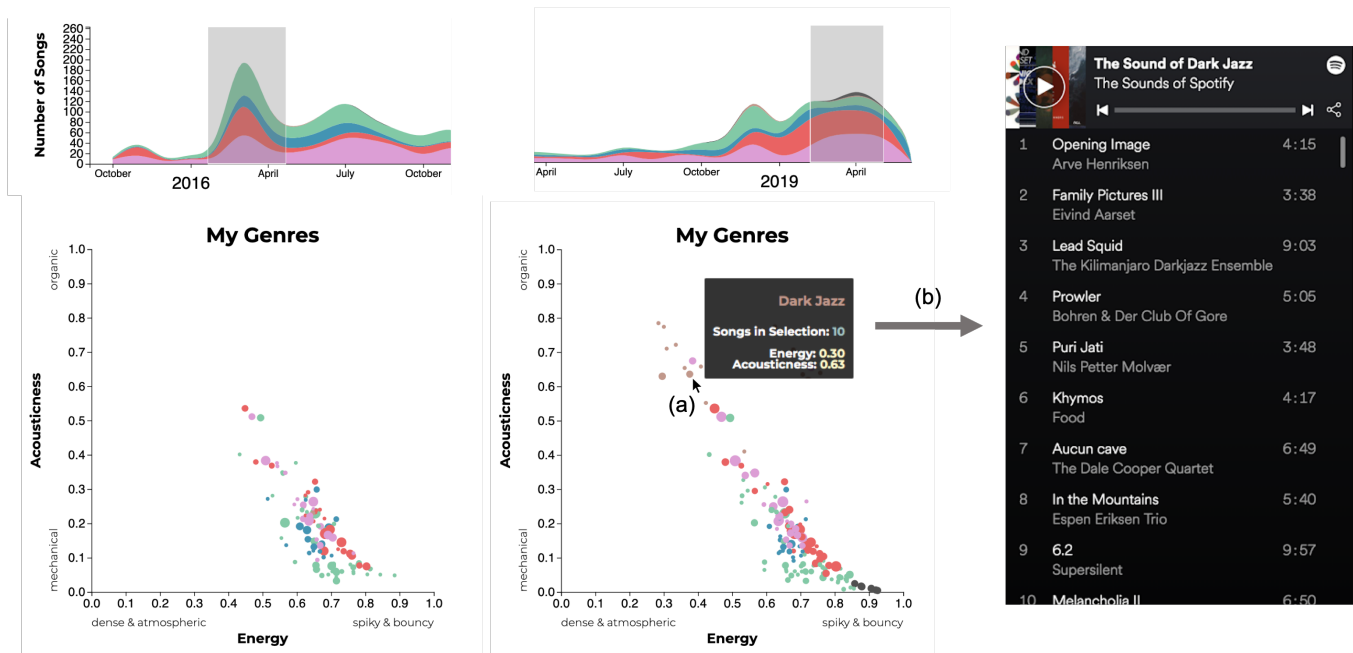 Number of Songs
260
240
220
200
180
160
140
120
100
80
60
40
20
0
October
2016
April
July
October
April
July
October
2019
April
My Genres
Acousticness
organic
mechanical
1.0
0.9
0.8
0.7
0.6
0.5
0.4
0.3
0.2
0.1
0.0
0.0 0.1 0.2 0.3 0.4 0.5 0.6 0.7 0.8 0.9 1.0
dense & atmospheric
spiky & bouncy
Energy
My Genres
Acousticness
organic
mechanical
1.0
0.9
0.8
0.7
0.6
0.5
0.4
0.3
0.2
0.1
0.0
0.0 0.1 0.2 0.3 0.4 0.5 0.6 0.7 0.8 0.9 1.0
dense & atmospheric
spiky & bouncy
Energy
Dark Jazz
Songs in Selection: 10
Energy: 0.30
Acousticness: 0.63
(a)
(b)
The Sound of Dark Jazz
The Sounds of Spotify
1 Opening Image 4:15
Arve Henriksen
2 Family Pictures III 3:38
Eivind Aarset
3 Lead Squid 9:03
The Kilimanjaro Darkjazz Ensemble
4 Prowler 5:05
Bohren & Der Club Of Gore
5 Puri Jati 3:48
Nils Petter Molvær
6 Khymos 4:17
Food
7 Aucun cave 6:49
The Dale Cooper Quartet
8 In the Mountains 5:40
Espen Eriksen Trio
9 6.2 9:57
Supersilent
10 Melancholia II 6:50